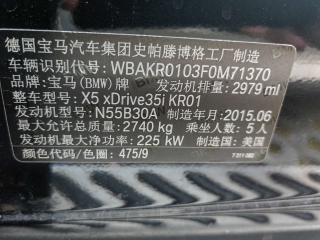 德国宝马汽车集团史帕滕博格工厂制造
车辆识别代号: WBAKR0103F0M71370
品牌: 宝马(BMW)牌 发动机排量: 2979 ml
整车型号: X5 xDrive35i KR01
发动机型号: N55B30A 制造年月: 2015.06
最大允许总质量: 2740 kg 乘坐人数: 5人
发动机最大净功率: 225 kW 制造国: 美国
颜色代码/色圈: 475/9